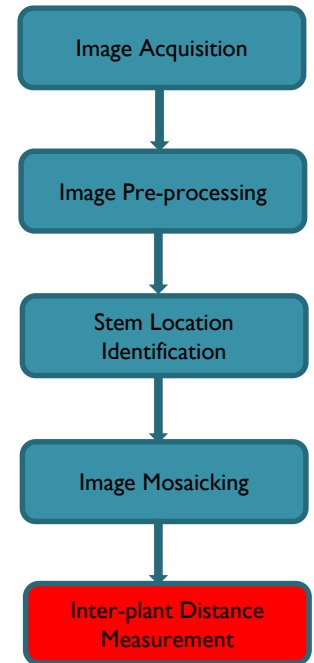 Image Acquisition
Image Pre-processing
Stem Location
Identification
Image Mosaicking
Inter-plant Distance
Measurement